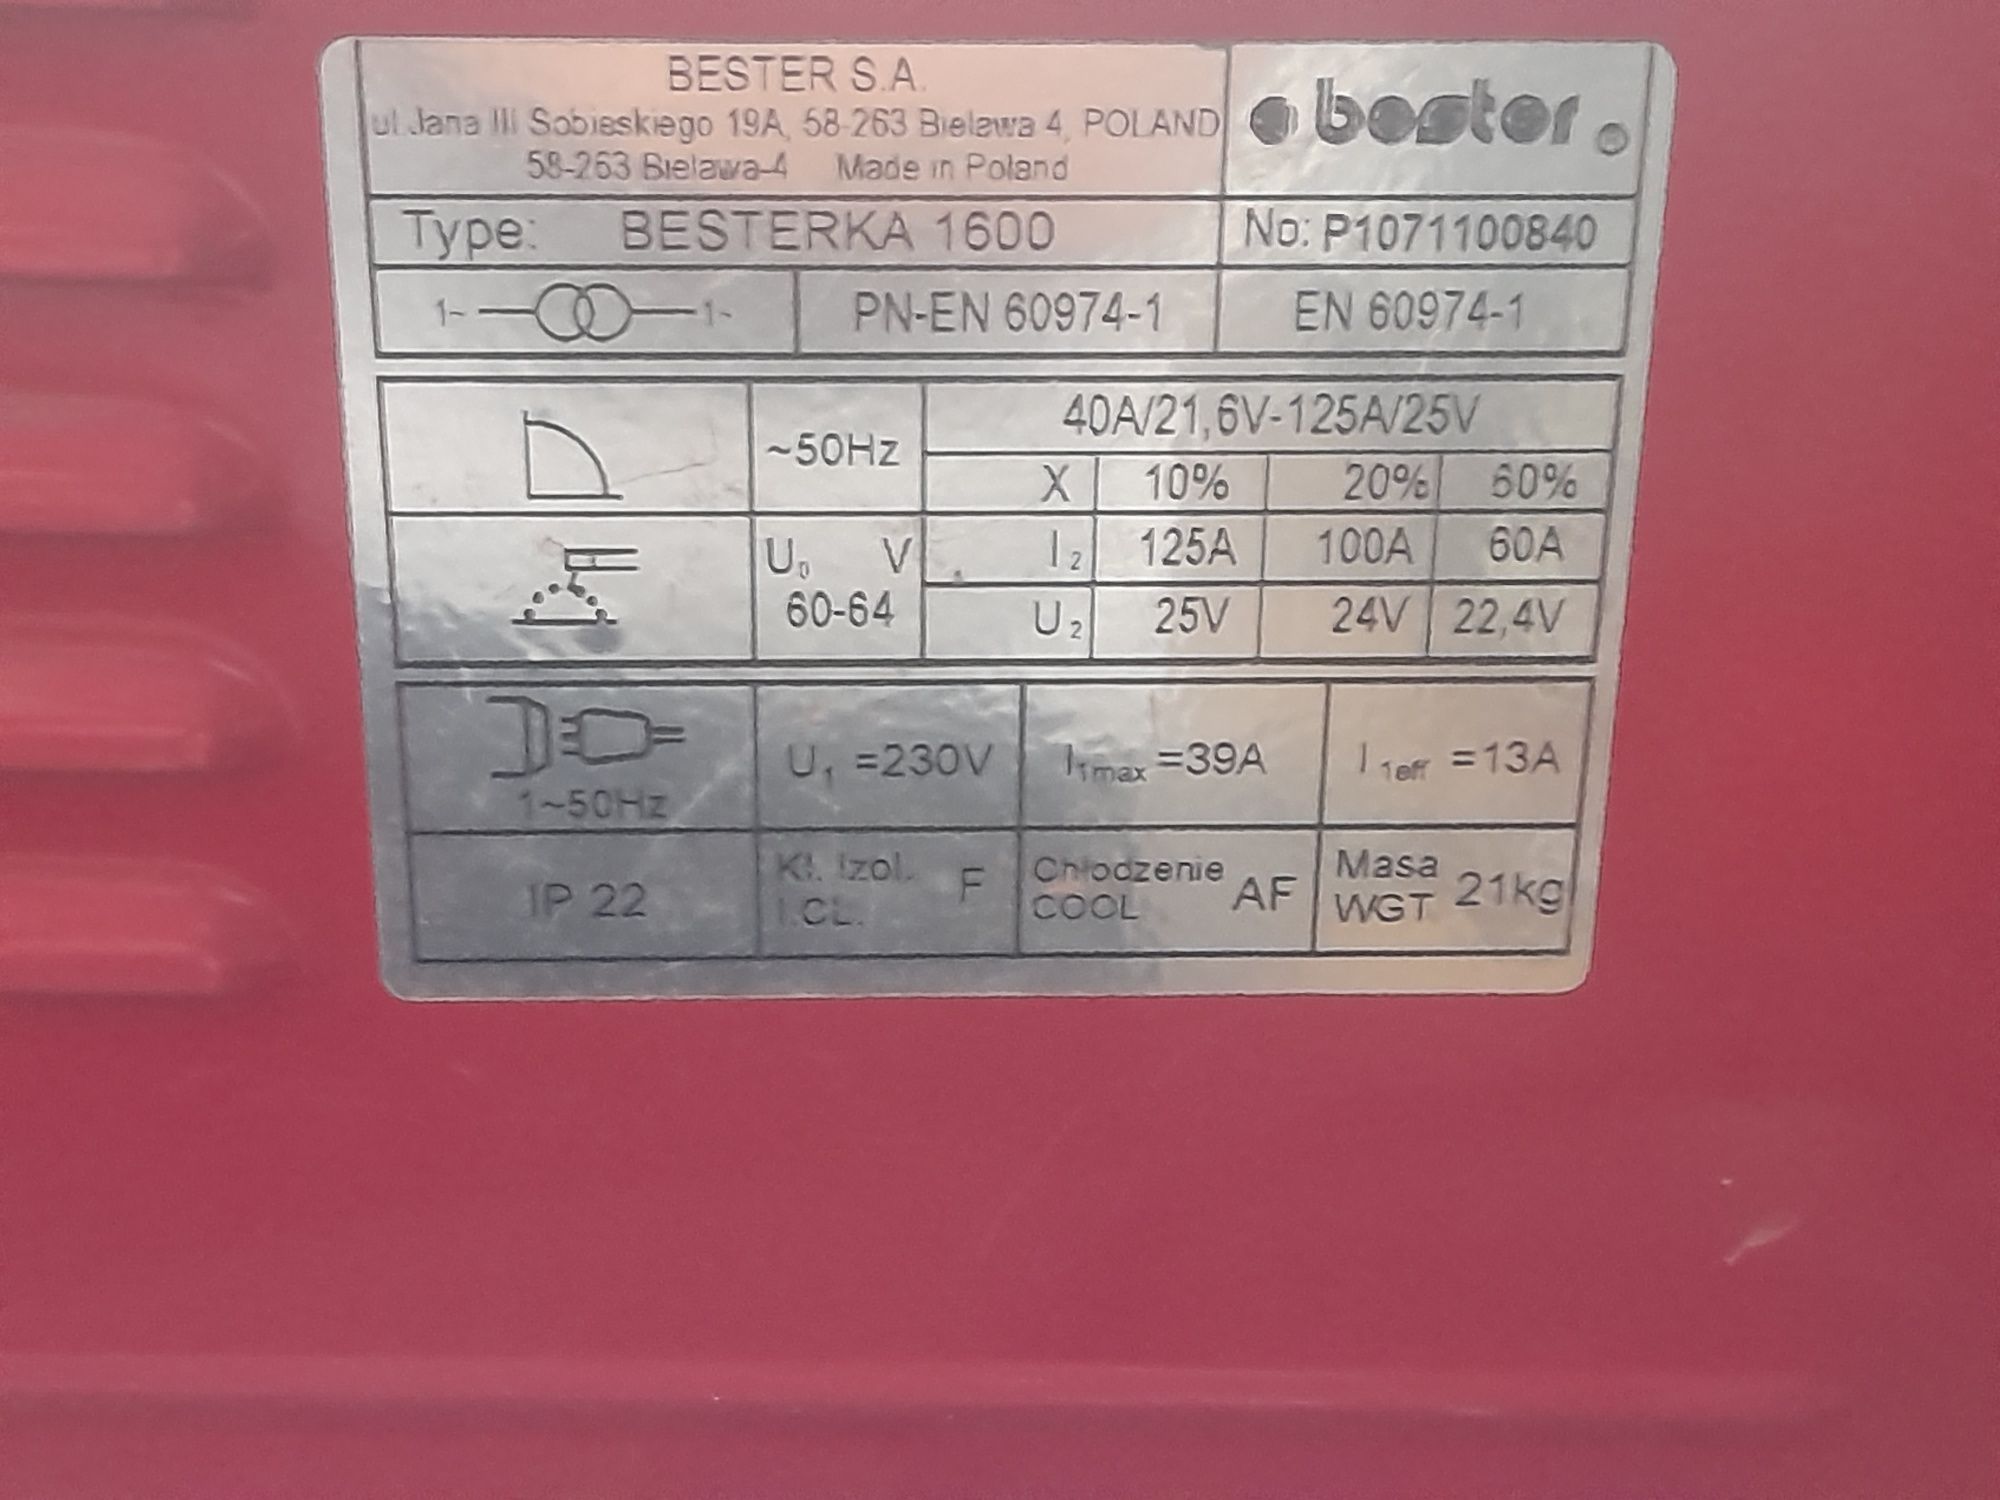 BESTER S.A.
ul.Jana III Sobieskiego 19A, 58-263 Bielawa 4, POLAND
58-263 Bielawa-4 Made in Poland
bester ®
Type: BESTERKA 1600
No: P1071100840
1~ 1~
PN-EN 60974-1
EN 60974-1
~50Hz
40A/21,6V-125A/25V
X 10% 20% 60%
U₀ V
60-64
I₂ 125A 100A 60A
U₂ 25V 24V 22,4V
1~50Hz
U₁ =230V
I₁max =39A
I₁eff =13A
IP 22
Kl. Izol.
I.CL.
F
Chłodzenie
COOL
AF
Masa
WGT
21kg